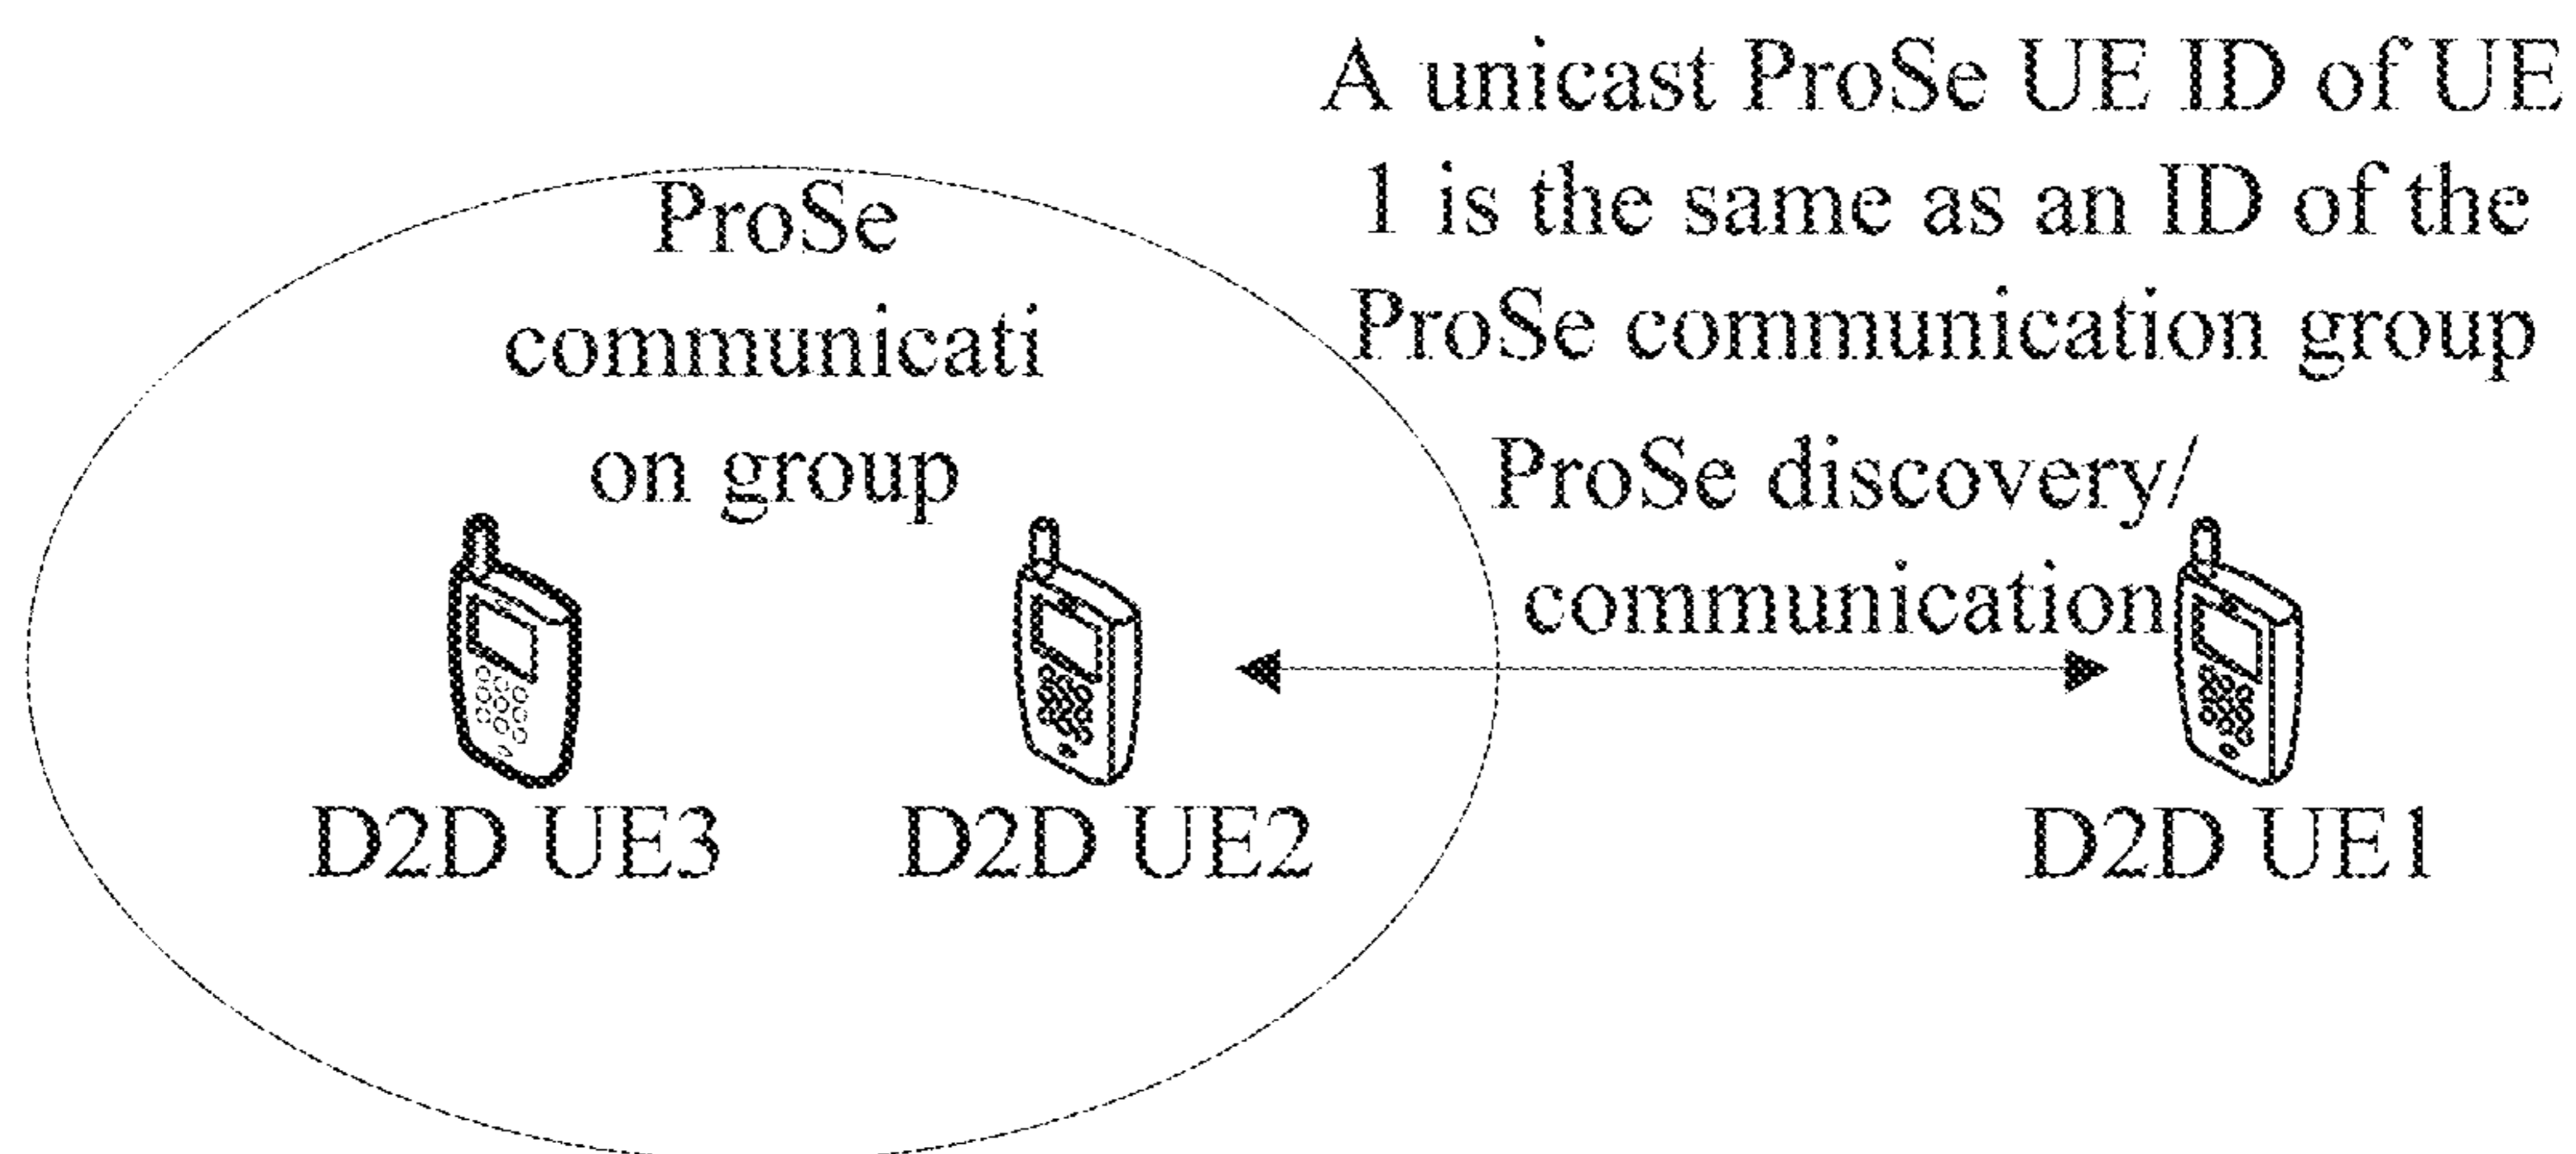 A unicast ProSe UE ID of UE
1 is the same as an ID of the
ProSe communication group
ProSe
communicati
on group
ProSe discovery/
communication
D2D UE3
D2D UE2
D2D UE1